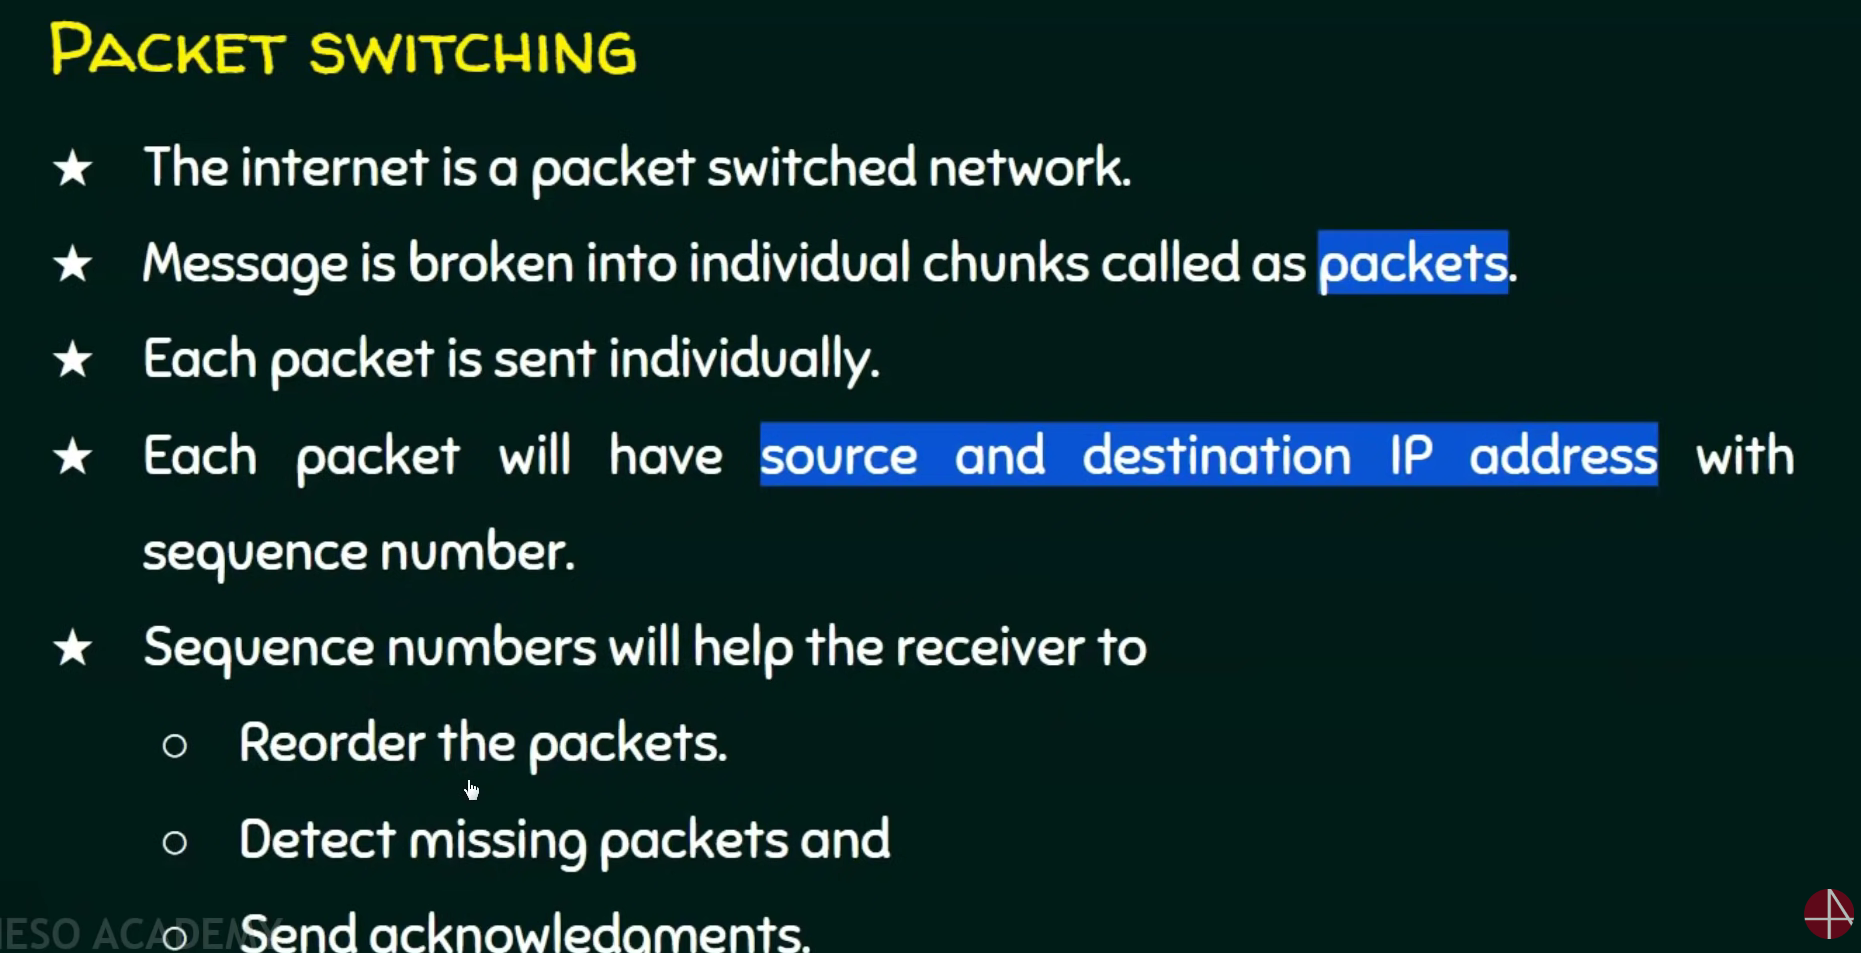 PACKET SWITCHING
★ The internet is a packet switched network.
★ Message is broken into individual chunks called as packets.
★ Each packet is sent individually.
★ Each packet will have source and destination IP address with
sequence number.
★ Sequence numbers will help the receiver to
○ Reorder the packets.
○ Detect missing packets and
○ Send acknowledgments.
NESO ACADEMY